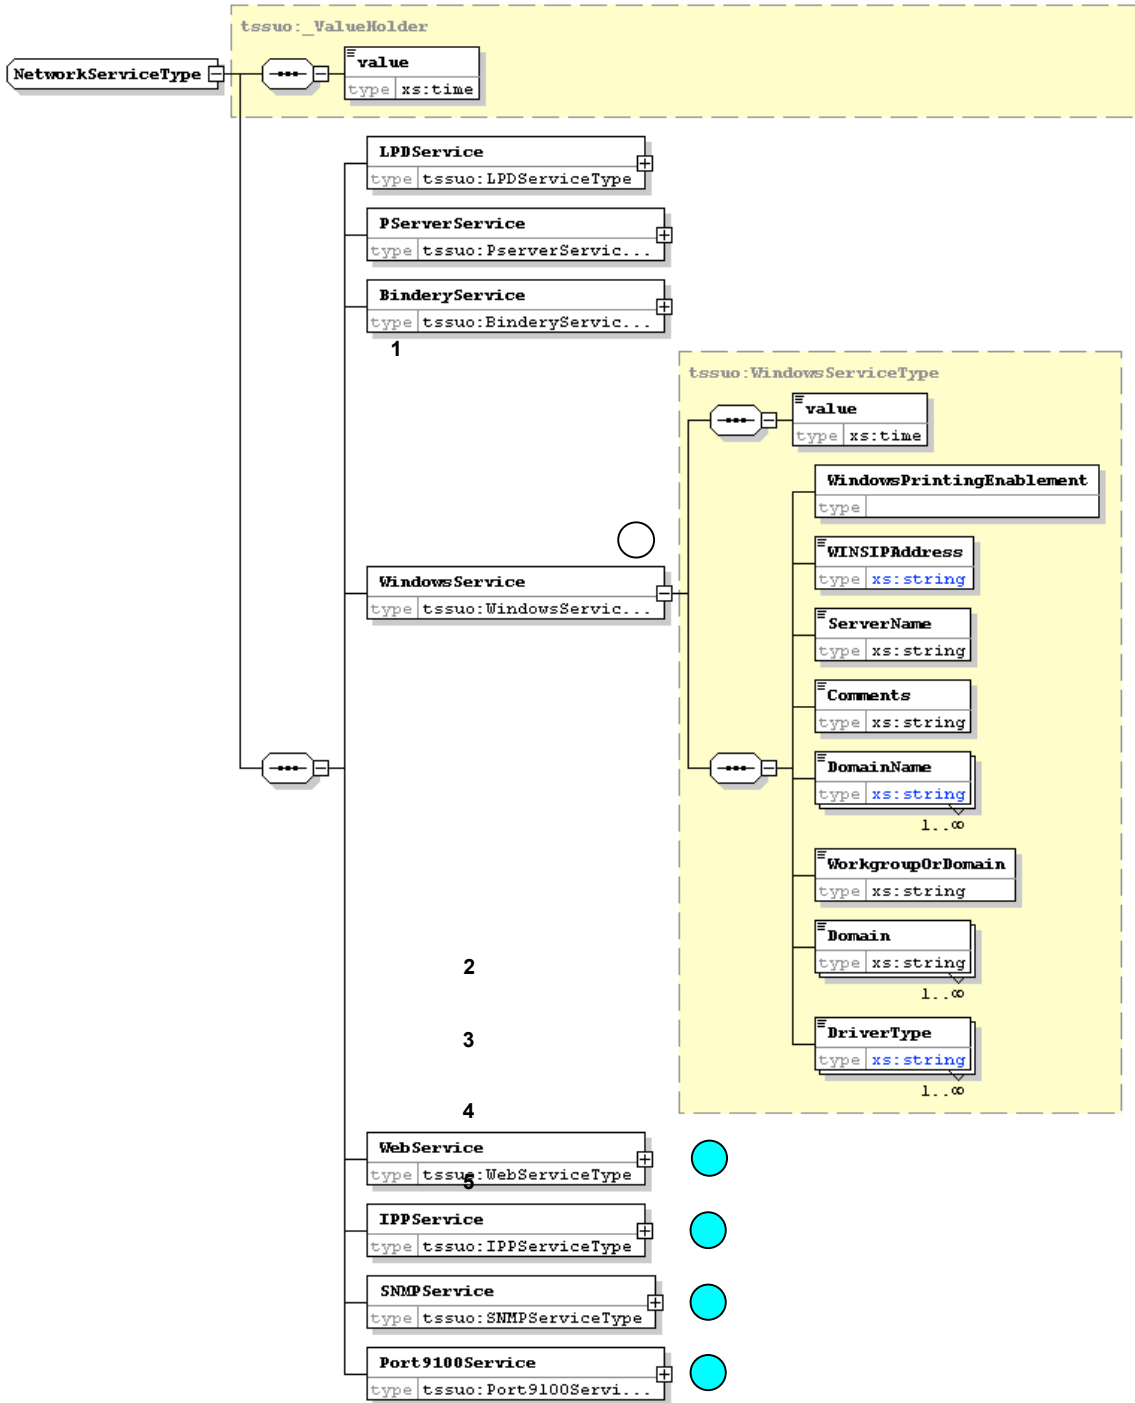 tssuo:_ValueHolder
NetworkServiceType
value
type xs:time
LPDService
type tssuo:LPDServiceType
PServerService
type tssuo:PserverServic...
BinderyService
type tssuo:BinderyServic...
1
tssuo:WindowsServiceType
value
type xs:time
WindowsPrintingEnablement
type
WINSIPAddress
type xs:string
WindowsService
type tssuo:WindowsServic...
ServerName
type xs:string
Comments
type xs:string
DomainName
type xs:string
1..∞
WorkgroupOrDomain
type xs:string
Domain
type xs:string
1..∞
2
DriverType
type xs:string
1..∞
3
4
WebService
type tssuo:WebServiceType
5
IPPService
type tssuo:IPPServiceType
SNMPService
type tssuo:SNMPServiceType
Port9100Service
type tssuo:Port9100Servi...